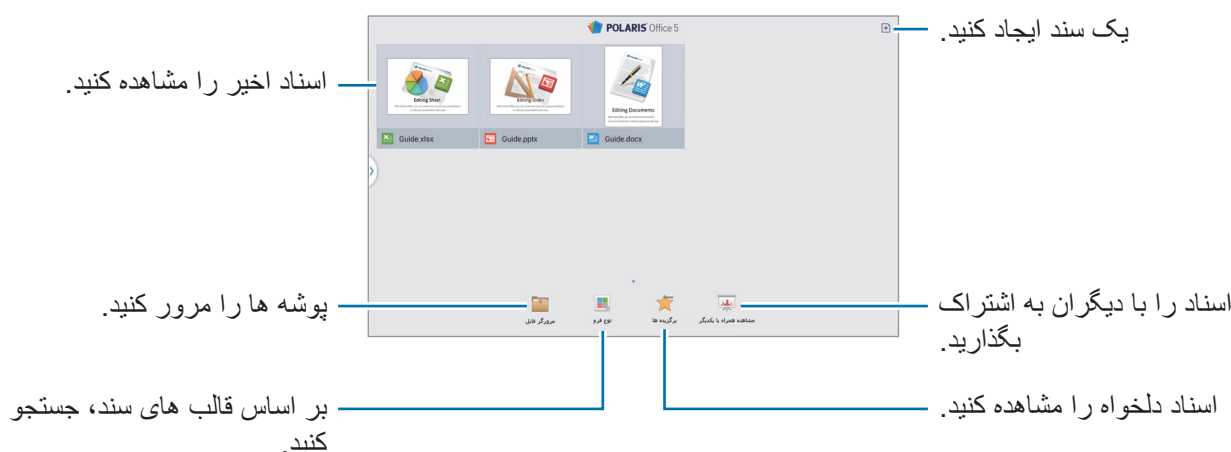 POLARIS Office 5
یک سند ایجاد کنید.
اسناد اخیر را مشاهده کنید.
Editing Sheet
Editing Slides
Editing Documents
Guide.xlsx
Guide.pptx
Guide.docx
پوشه ها را مرور کنید.
مرورگر فایل
نوع فرم
برگزیده ها
مشاهده همراه با یکدیگر
اسناد را با دیگران به اشتراک
بگذارید.
بر اساس قالب های سند، جستجو
کنید.
اسناد دلخواه را مشاهده کنید.